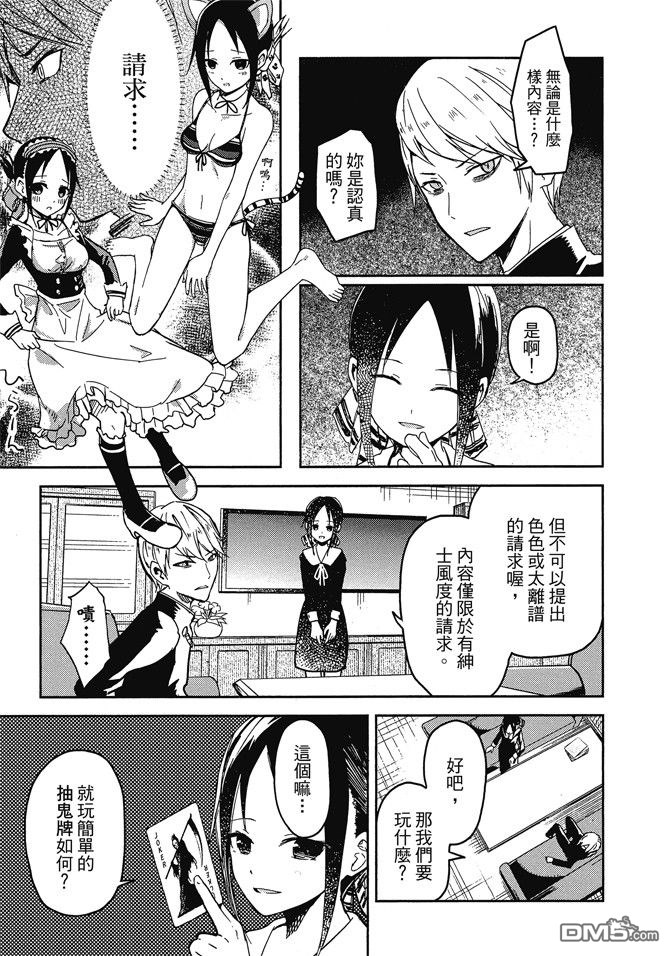 無論是什麼
樣內容…?
妳是認真
的嗎?
請求……
啊…
是啊!
但不可以提出
色色或太離譜
的請求喔,
內容僅限於有紳
士風度的請求。
嘖……
好吧,
那我們要
玩什麼?
這個嘛…
就玩簡單的
抽鬼牌如何?
JOKER
JOKER
DM5.com